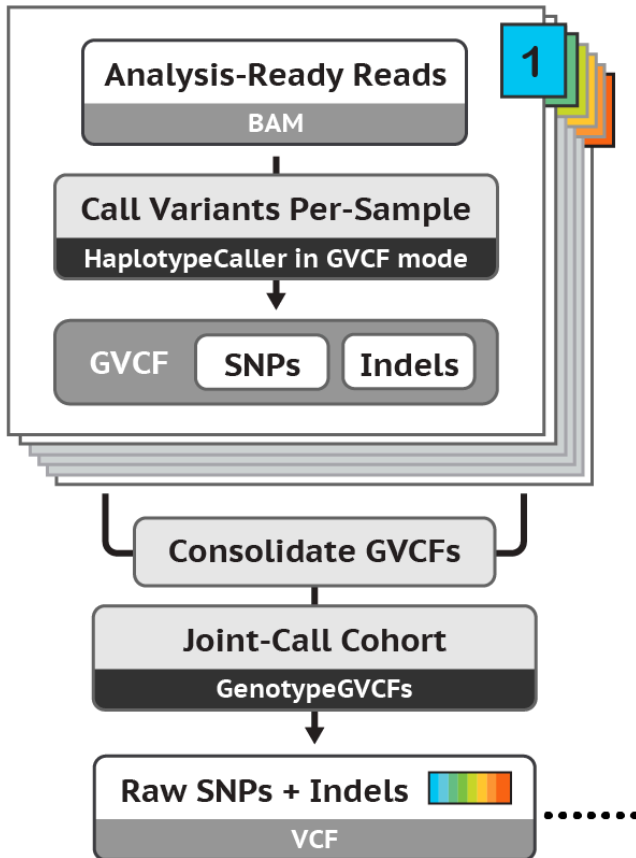 1
Analysis-Ready Reads
BAM
Call Variants Per-Sample
HaplotypeCaller in GVCF mode
GVCF SNPs Indels
Consolidate GVCFs
Joint-Call Cohort
GenotypeGVCFs
Raw SNPs + Indels
VCF